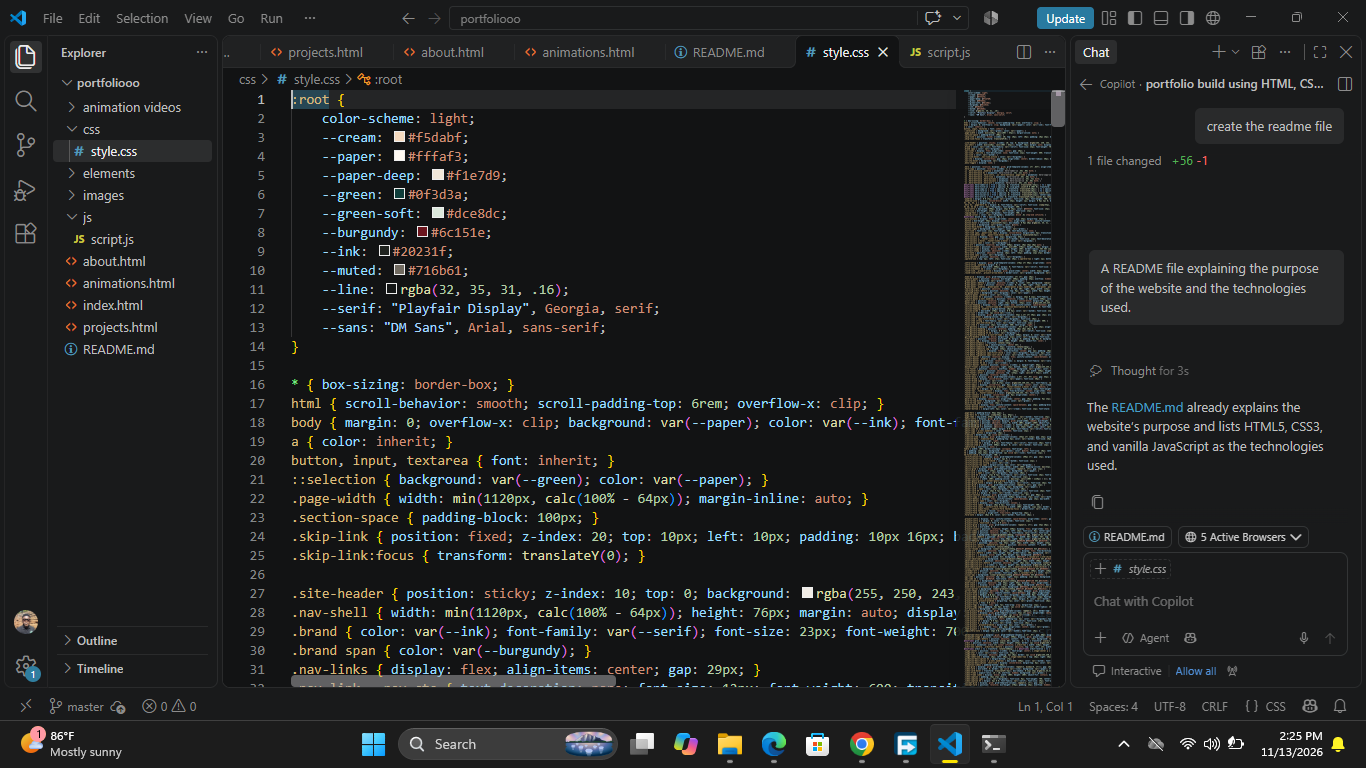 File Edit Selection View Go Run ···
portfoliooo
Update
Explorer
portfoliooo
animation videos
css
# style.css
elements
images
js
JS script.js
<> about.html
<> animations.html
<> index.html
<> projects.html
README.md
Outline
Timeline
.. <> projects.html <> about.html <> animations.html README.md # style.css JS script.js
css > # style.css > :root
1 :root {
2 color-scheme: light;
3 --cream: #f5dabf;
4 --paper: #fffaf3;
5 --paper-deep: #f1e7d9;
6 --green: #0f3d3a;
7 --green-soft: #dce8dc;
8 --burgundy: #6c151e;
9 --ink: #20231f;
10 --muted: #716b61;
11 --line: rgba(32, 35, 31, .16);
12 --serif: "Playfair Display", Georgia, serif;
13 --sans: "DM Sans", Arial, sans-serif;
14 }
15
16 * { box-sizing: border-box; }
17 html { scroll-behavior: smooth; scroll-padding-top: 6rem; overflow-x: clip; }
18 body { margin: 0; overflow-x: clip; background: var(--paper); color: var(--ink); font-
19 a { color: inherit; }
20 button, input, textarea { font: inherit; }
21 ::selection { background: var(--green); color: var(--paper); }
22 .page-width { width: min(1120px, calc(100% - 64px)); margin-inline: auto; }
23 .section-space { padding-block: 100px; }
24 .skip-link { position: fixed; z-index: 20; top: 10px; left: 10px; padding: 10px 16px;
25 .skip-link:focus { transform: translateY(0); }
26
27 .site-header { position: sticky; z-index: 10; top: 0; background: rgba(255, 250, 243
28 .nav-shell { width: min(1120px, calc(100% - 64px)); height: 76px; margin: auto; display
29 .brand { color: var(--ink); font-family: var(--serif); font-size: 23px; font-weight: 70
30 .brand span { color: var(--burgundy); }
31 .nav-links { display: flex; align-items: center; gap: 29px; }
Chat
Copilot · portfolio build using HTML, CS...
create the readme file
1 file changed +56 -1
A README file explaining the purpose
of the website and the technologies
used.
Thought for 3s
The README.md already explains the
website's purpose and lists HTML5, CSS3,
and vanilla JavaScript as the technologies
used.
README.md 5 Active Browsers
+ # style.css
Chat with Copilot
Agent
Interactive Allow all
1
master 0 0 Ln 1, Col 1 Spaces: 4 UTF-8 CRLF { } CSS
1
86°F
Mostly sunny
Search
2:25 PM
11/13/2026